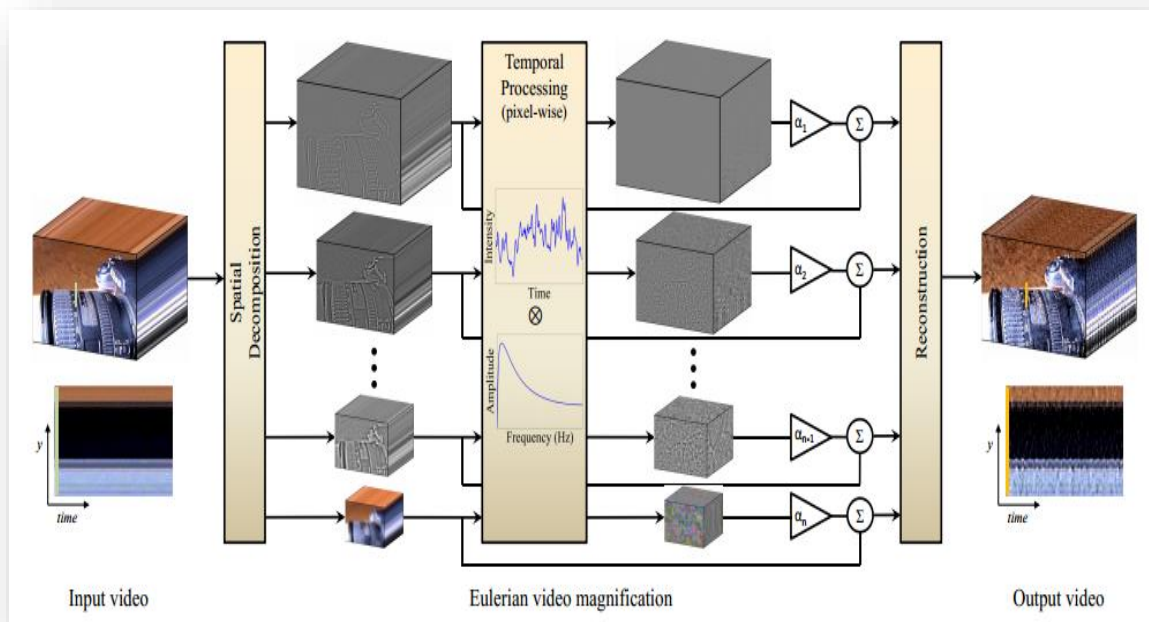 Spatial
Decomposition
Temporal
Processing
(pixel-wise)
Intensity
Time
⊗
Amplitude
Frequency (Hz)
α1
Σ
α2
Σ
αn-1
Σ
αn
Σ
Reconstruction
y
time
y
time
Input video
Eulerian video magnification
Output video